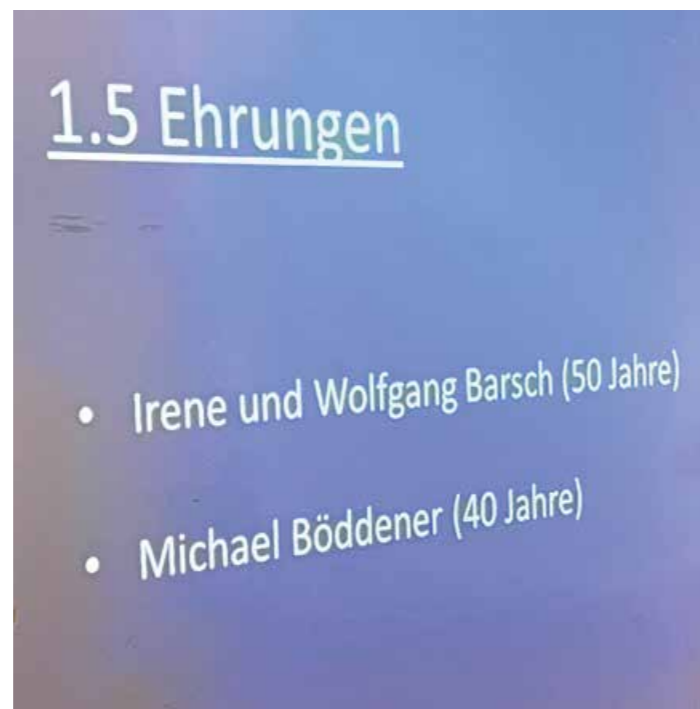 1.5 Ehrungen
• Irene und Wolfgang Barsch (50 Jahre)
• Michael Böddener (40 Jahre)